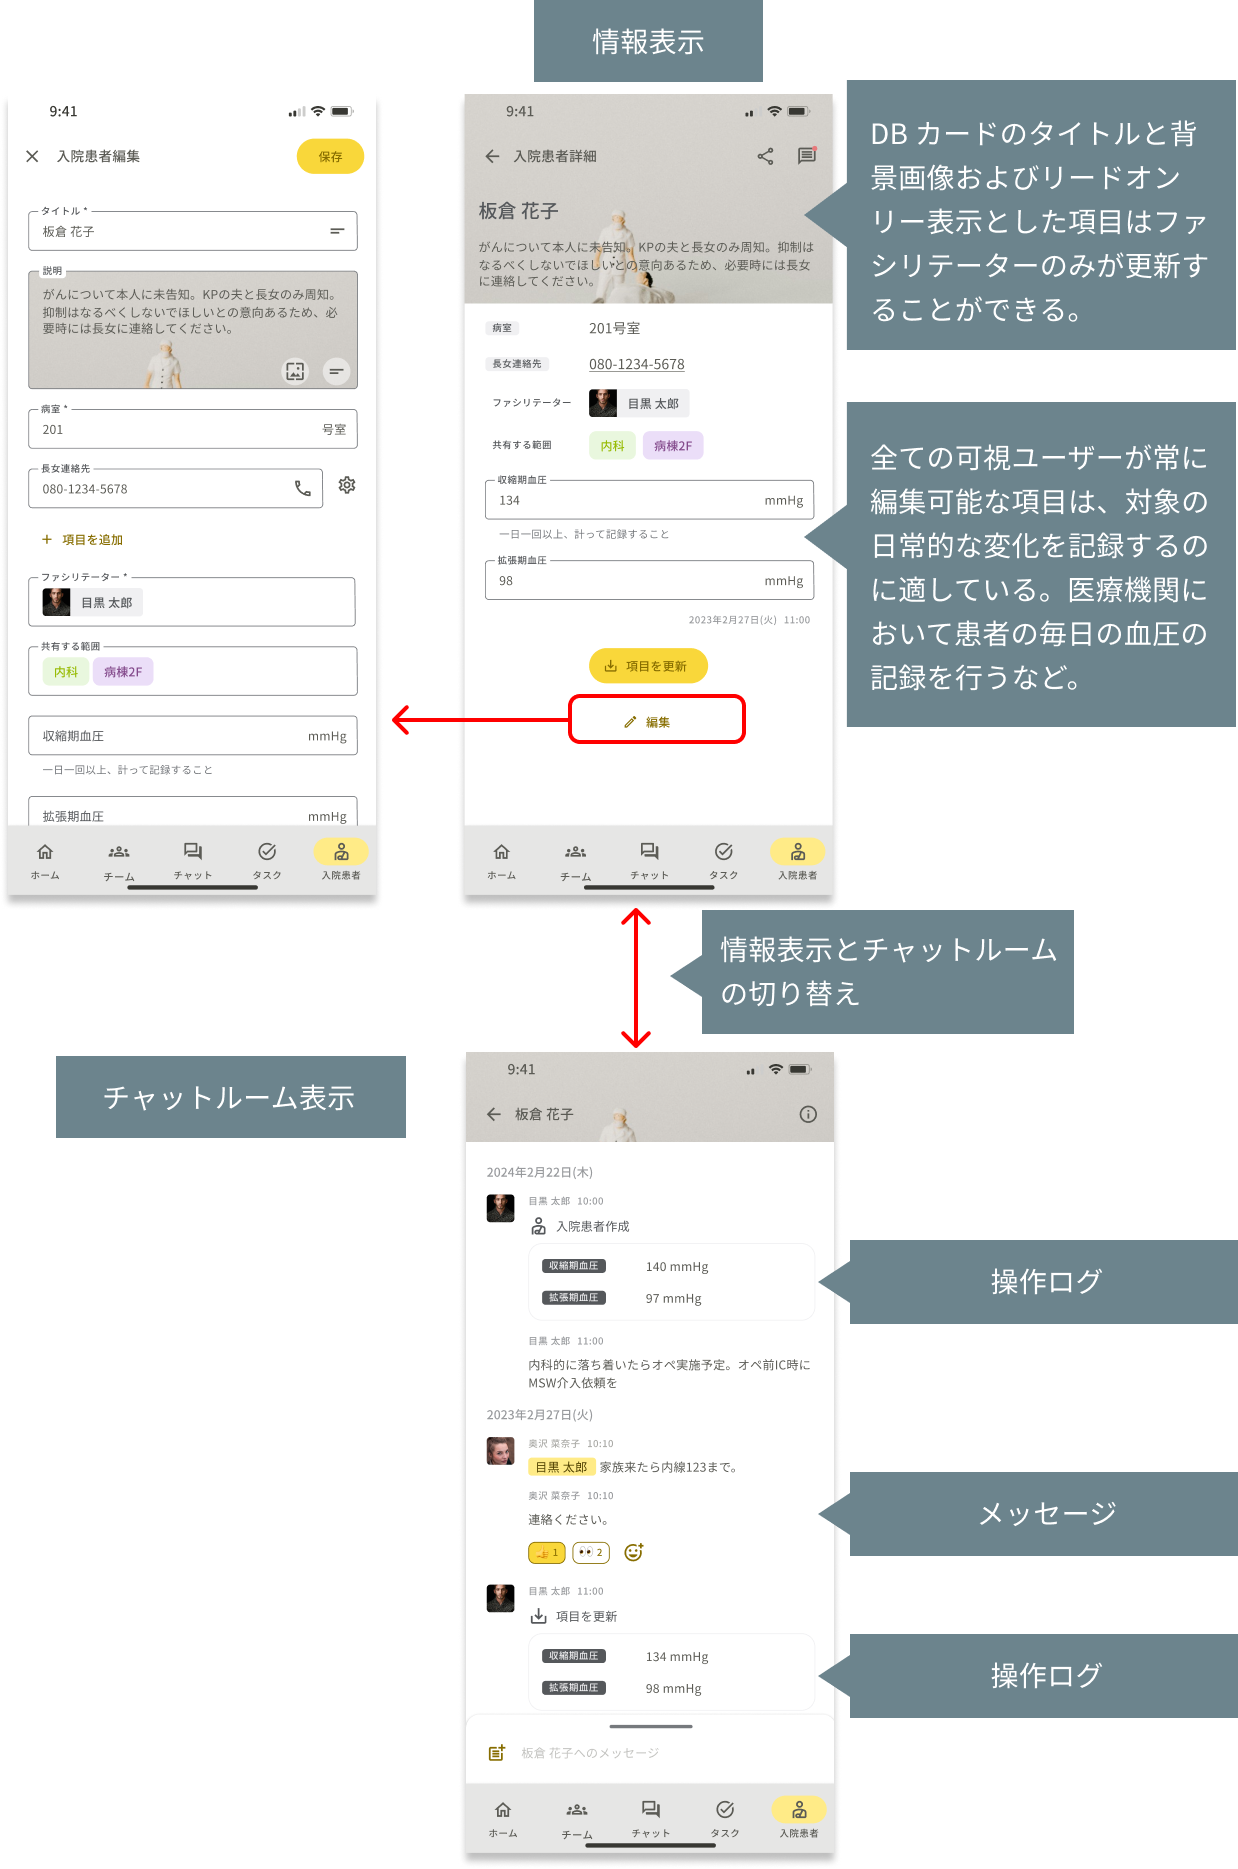 情報表示
9:41
入院患者編集
保存
タイトル *
板倉 花子
説明
がんについて本人に未告知。KPの夫と長女のみ周知。
抑制はなるべくしないでほしいとの意向あるため、必
要時には長女に連絡してください。
病室 *
201
号室
長女連絡先
080-1234-5678
項目を追加
ファシリテーター *
目黒 太郎
共有する範囲
内科
病棟2F
収縮期血圧
mmHg
一日一回以上、計って記録すること
拡張期血圧
mmHg
ホーム
チーム
チャット
タスク
入院患者
9:41
入院患者詳細
板倉 花子
がんについて本人に未告知。KPの夫と長女のみ周知。抑制は
なるべくしないでほしいとの意向あるため、必要時には長女
に連絡してください。
病室
201号室
長女連絡先
080-1234-5678
ファシリテーター
目黒 太郎
共有する範囲
内科
病棟2F
収縮期血圧
134
mmHg
一日一回以上、計って記録すること
拡張期血圧
98
mmHg
2023年2月27日(火) 11:00
項目を更新
編集
ホーム
チーム
チャット
タスク
入院患者
DB カードのタイトルと背
景画像およびリードオン
リー表示とした項目はファ
シリテーターのみが更新す
ることができる。
全ての可視ユーザーが常に
編集可能な項目は、対象の
日常的な変化を記録するの
に適している。医療機関に
おいて患者の毎日の血圧の
記録を行うなど。
情報表示とチャットルーム
の切り替え
チャットルーム表示
9:41
板倉 花子
2024年2月22日(木)
目黒 太郎 10:00
入院患者作成
収縮期血圧
140 mmHg
拡張期血圧
97 mmHg
目黒 太郎 11:00
内科的に落ち着いたらオペ実施予定。オペ前IC時に
MSW介入依頼を
2023年2月27日(火)
奥沢 菜奈子 10:10
目黒 太郎 家族来たら内線123まで。
奥沢 菜奈子 10:10
連絡ください。
1
2
目黒 太郎 11:00
項目を更新
収縮期血圧
134 mmHg
拡張期血圧
98 mmHg
板倉 花子へのメッセージ
ホーム
チーム
チャット
タスク
入院患者
操作ログ
メッセージ
操作ログ